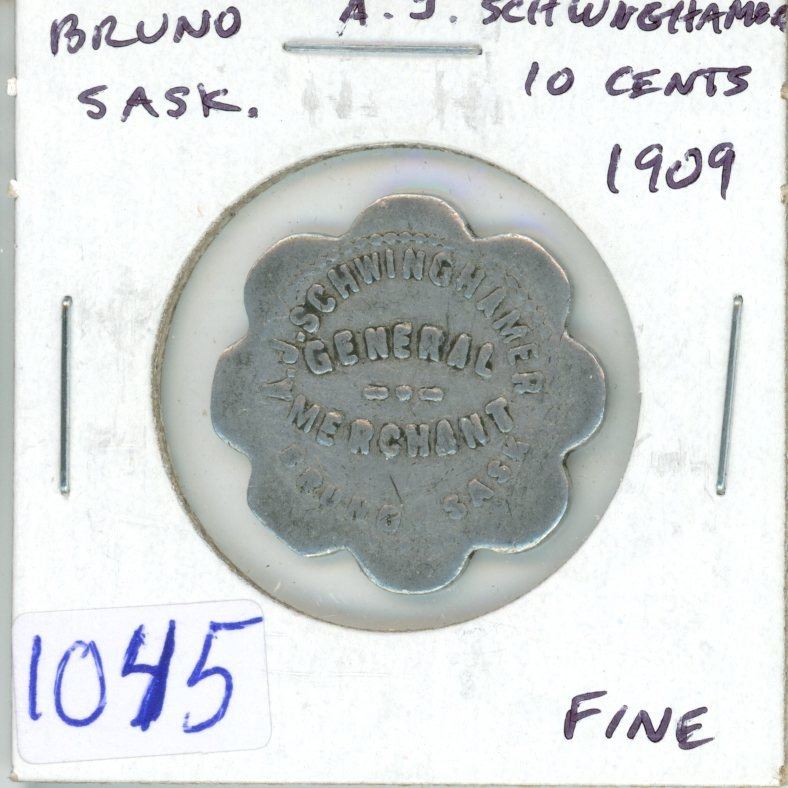 BRUNO
SASK.
A. J. SCHWINGHAMER
10 CENTS
1909
A.J. SCHWINGHAMER
GENERAL
MERCHANT
BRUNO SASK
1045
FINE